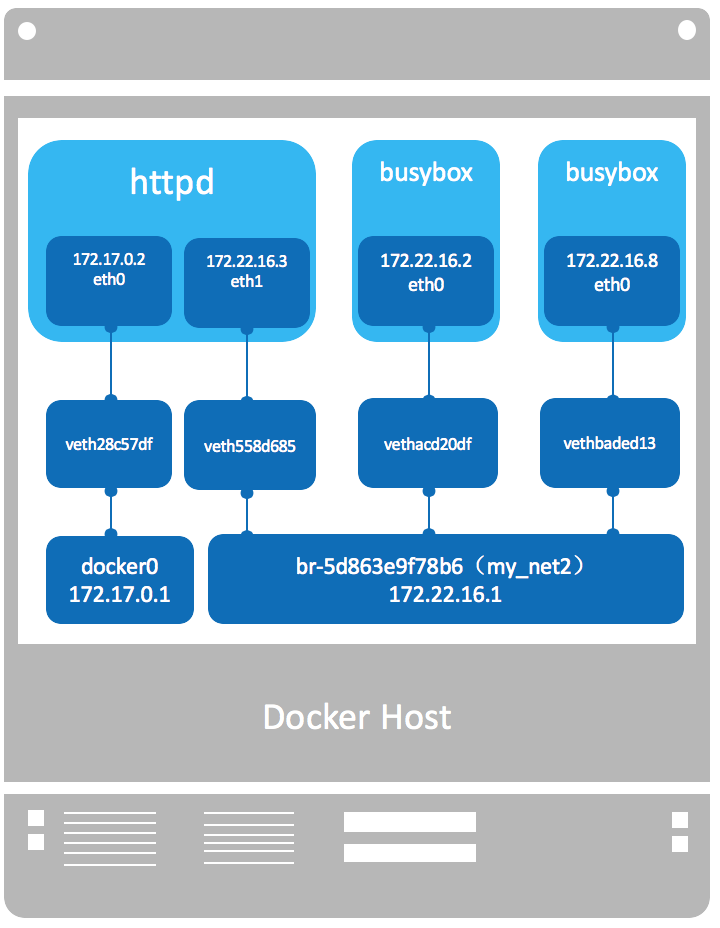 httpd
busybox
busybox
172.17.0.2
eth0
172.22.16.3
eth1
172.22.16.2
eth0
172.22.16.8
eth0
veth28c57df
veth558d685
vethacd20df
vethbaded13
docker0
172.17.0.1
br-5d863e9f78b6（my_net2）
172.22.16.1
Docker Host